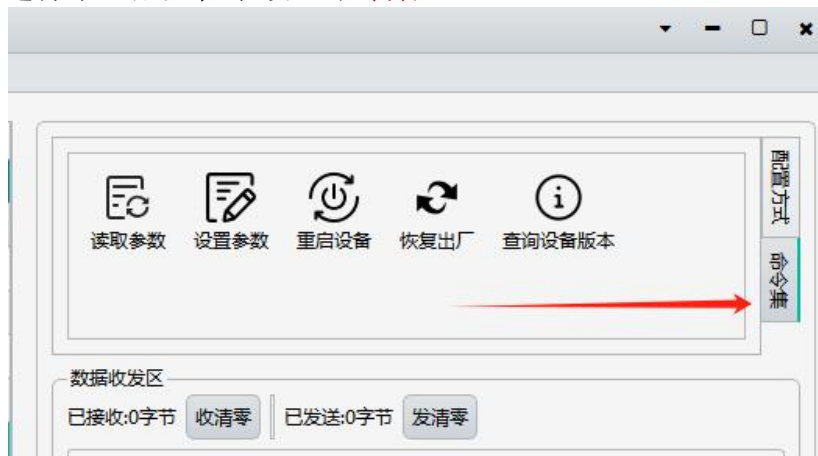 配置方式
读取参数 设置参数 重启设备 恢复出厂 查询设备版本
命令集
数据收发区
已接收:0字节 收清零 已发送:0字节 发清零